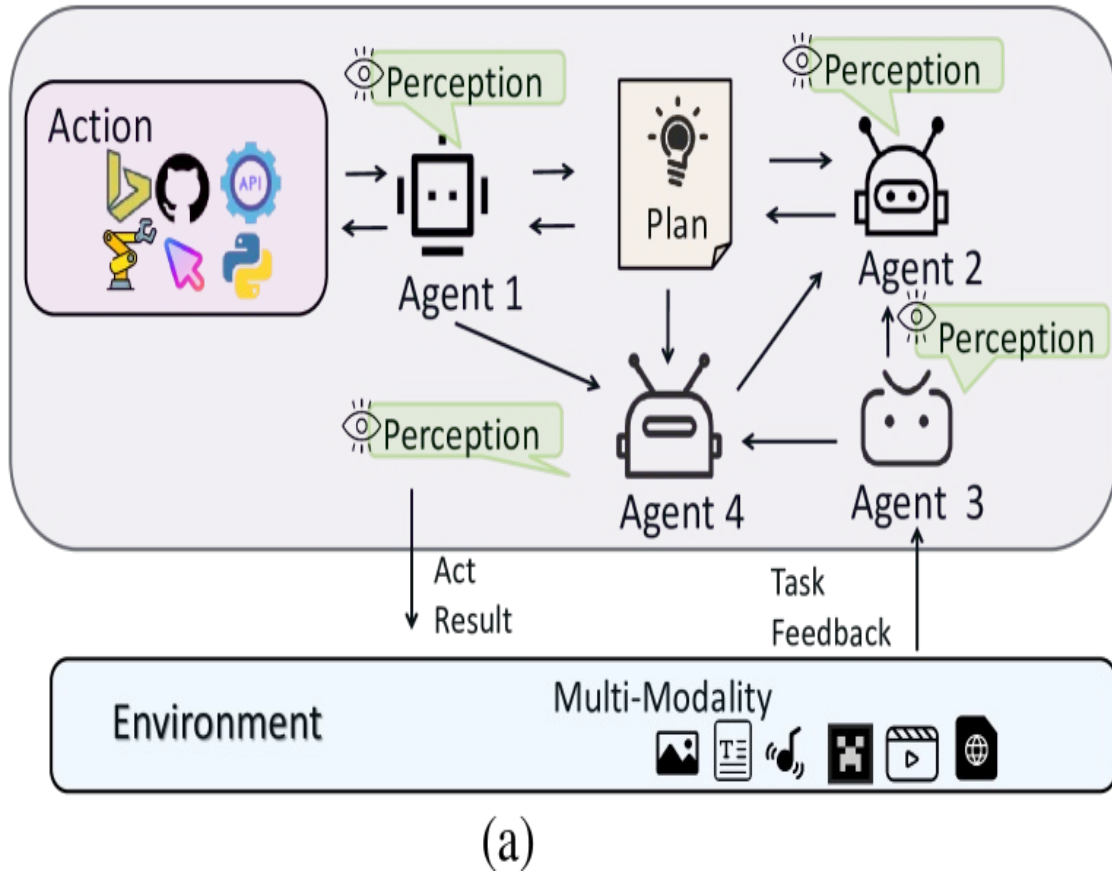 Perception
Perception
Action
API
Plan
Agent 1
Agent 2
Perception
Perception
Agent 4
Agent  3
Act
Result
Task
Feedback
Multi-Modality
Environment
T
(a)